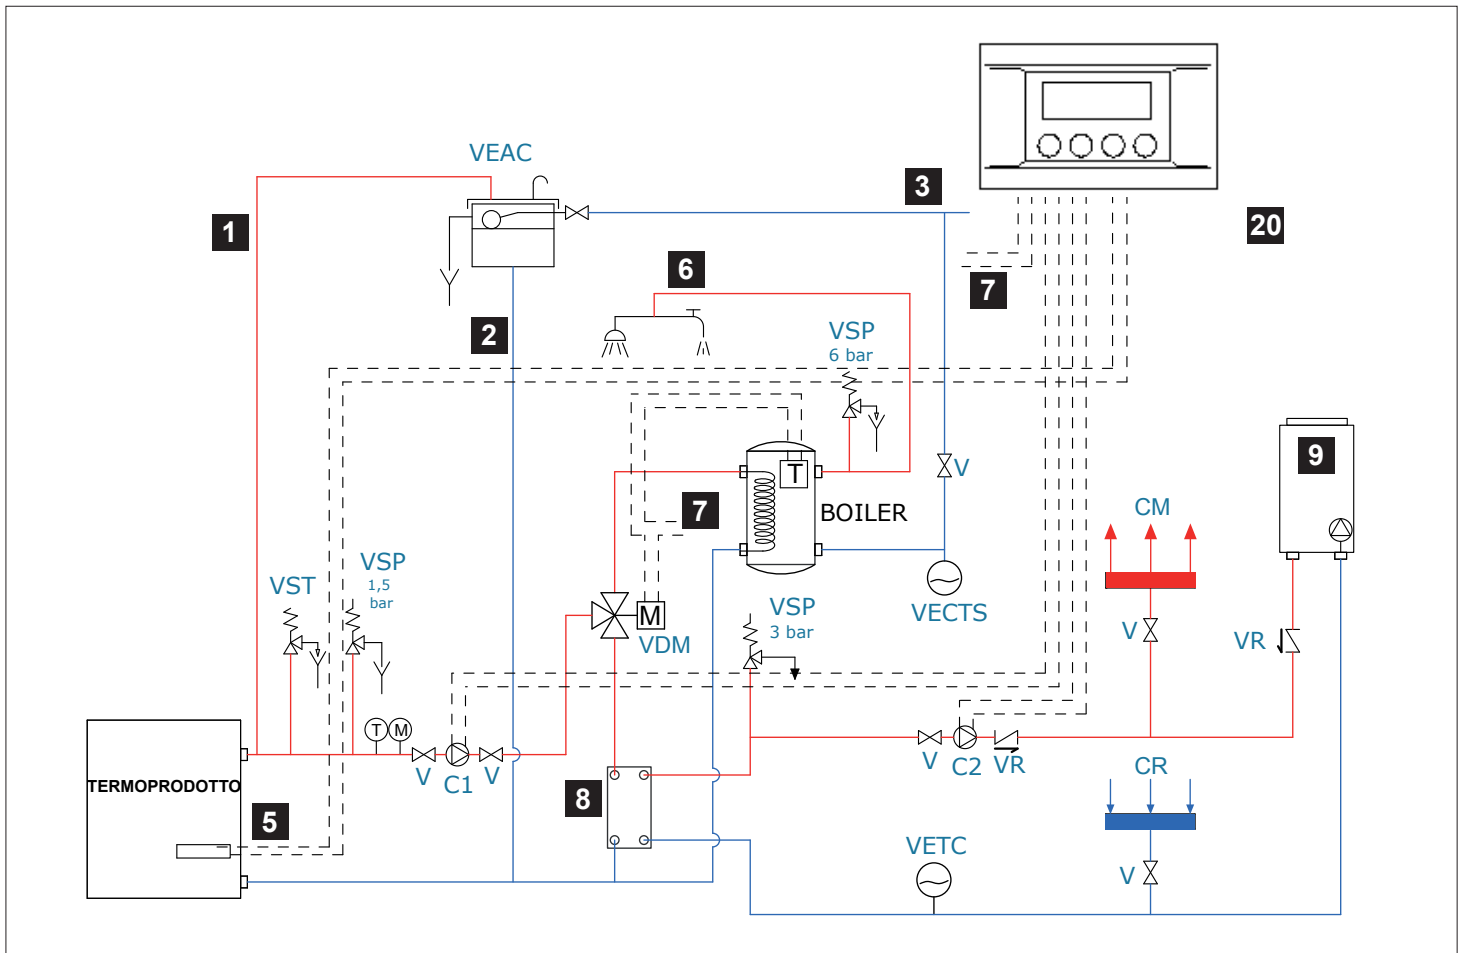 VEAC
3
1
20
6
7
2
VSP
6 bar
9
T
V
CM
7
BOILER
VST
VSP
1,5
bar
VECTS
VSP
3 bar
M
VDM
V
VR
T
M
TERMOPRODOTTO
V
C1
V
8
V
C2
VR
CR
5
VETC
V